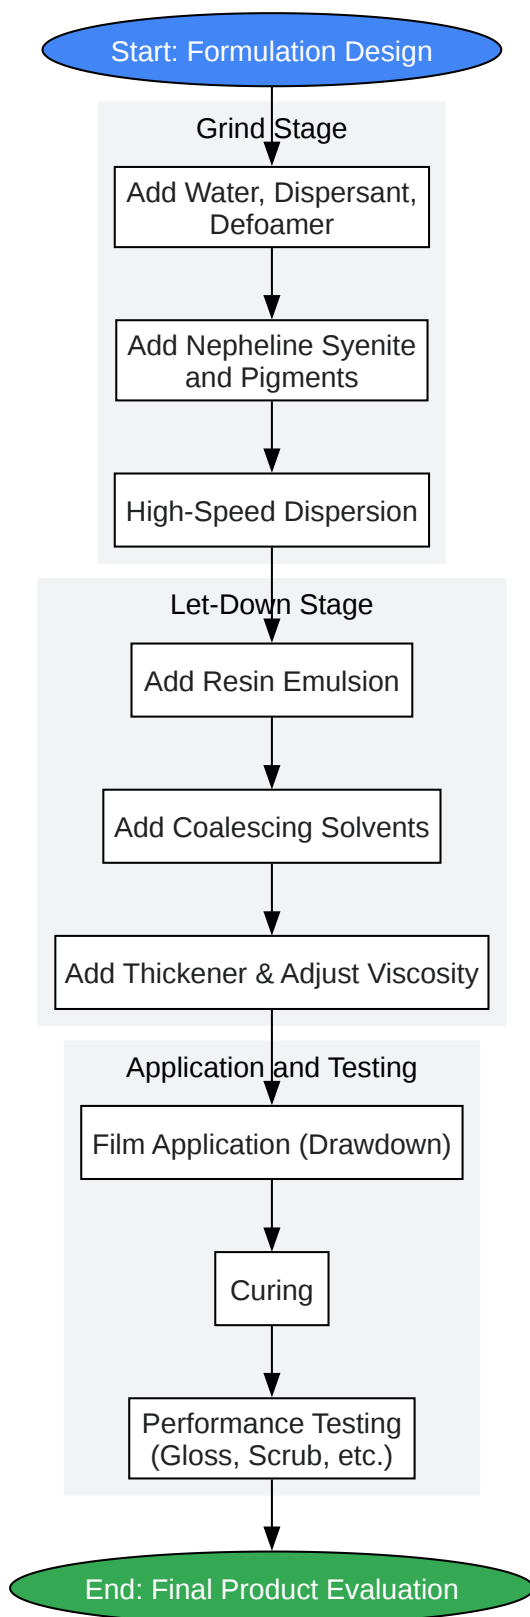 Start: Formulation Design
Grind Stage
Add Water, Dispersant,
Defoamer
Add Nepheline Syenite
and Pigments
High-Speed Dispersion
Let-Down Stage
Add Resin Emulsion
Add Coalescing Solvents
Add Thickener & Adjust Viscosity
Application and Testing
Film Application (Drawdown)
Curing
Performance Testing
(Gloss, Scrub, etc.)
End: Final Product Evaluation